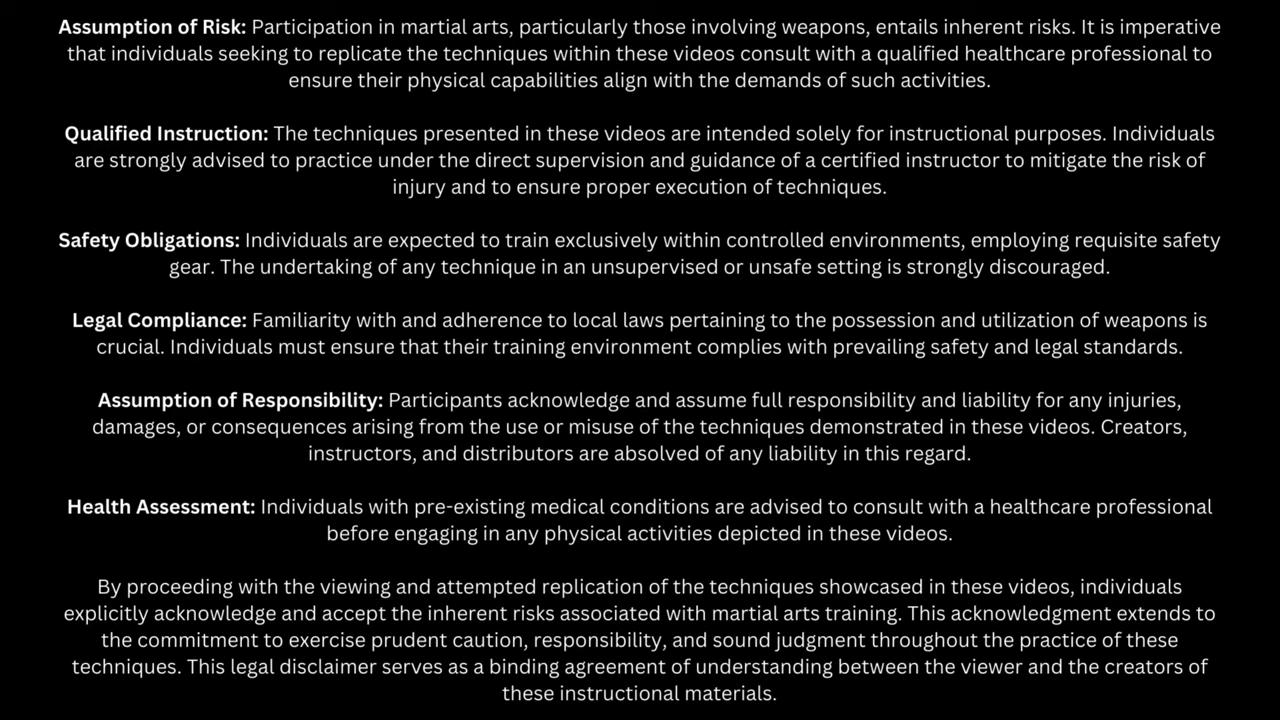 Assumption of Risk: Participation in martial arts, particularly those involving weapons, entails inherent risks. It is imperative
that individuals seeking to replicate the techniques within these videos consult with a qualified healthcare professional to
ensure their physical capabilities align with the demands of such activities.
Qualified Instruction: The techniques presented in these videos are intended solely for instructional purposes. Individuals
are strongly advised to practice under the direct supervision and guidance of a certified instructor to mitigate the risk of
injury and to ensure proper execution of techniques.
Safety Obligations: Individuals are expected to train exclusively within controlled environments, employing requisite safety
gear. The undertaking of any technique in an unsupervised or unsafe setting is strongly discouraged.
Legal Compliance: Familiarity with and adherence to local laws pertaining to the possession and utilization of weapons is
crucial. Individuals must ensure that their training environment complies with prevailing safety and legal standards.
Assumption of Responsibility: Participants acknowledge and assume full responsibility and liability for any injuries,
damages, or consequences arising from the use or misuse of the techniques demonstrated in these videos. Creators,
instructors, and distributors are absolved of any liability in this regard.
Health Assessment: Individuals with pre-existing medical conditions are advised to consult with a healthcare professional
before engaging in any physical activities depicted in these videos.
By proceeding with the viewing and attempted replication of the techniques showcased in these videos, individuals
explicitly acknowledge and accept the inherent risks associated with martial arts training. This acknowledgment extends to
the commitment to exercise prudent caution, responsibility, and sound judgment throughout the practice of these
techniques. This legal disclaimer serves as a binding agreement of understanding between the viewer and the creators of
these instructional materials.